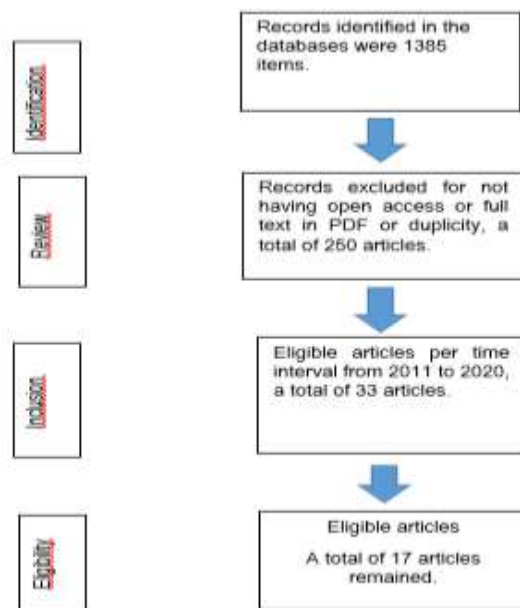 Records identified in the
databases were 1385
items.
Identification.
Records excluded for not
having open access or full
text in PDF or duplicity, a
total of 250 articles.
Review.
Eligible articles per time
interval from 2011 to 2020,
a total of 33 articles.
Inclusion.
Eligible articles
A total of 17 articles
remained.
Eligibility.